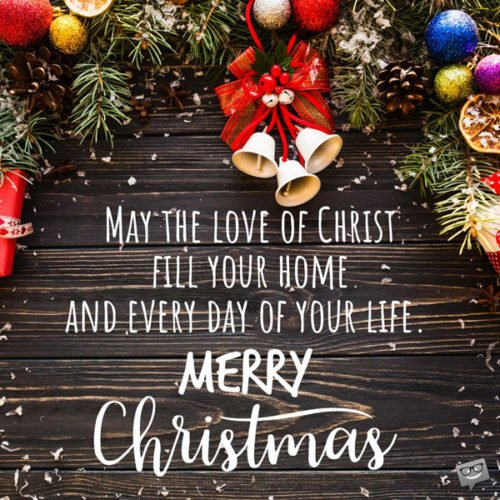 May the love of Christ
fill your home
and every day of your life.
MERRY
Christmas